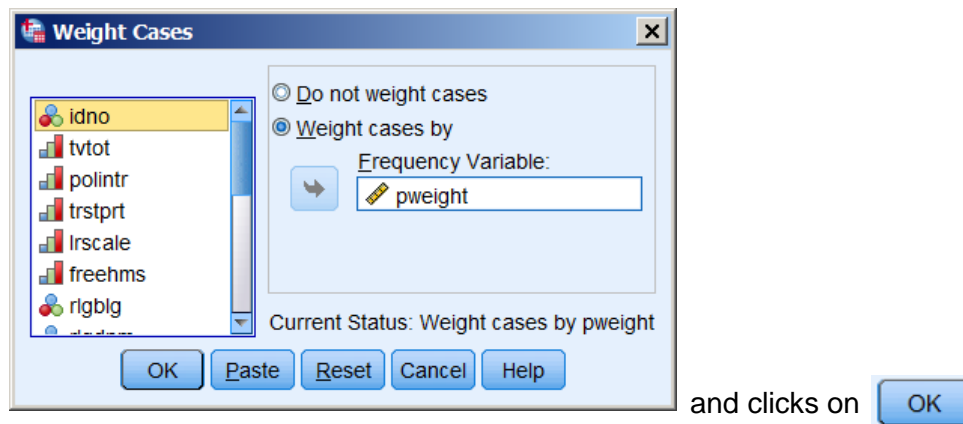 Weight Cases
idno
tvtot
polintr
trstprt
lrscale
freehms
rlgblg
Do not weight cases
Weight cases by
Frequency Variable:
pweight
Current Status: Weight cases by pweight
OK Paste Reset Cancel Help
and clicks on OK